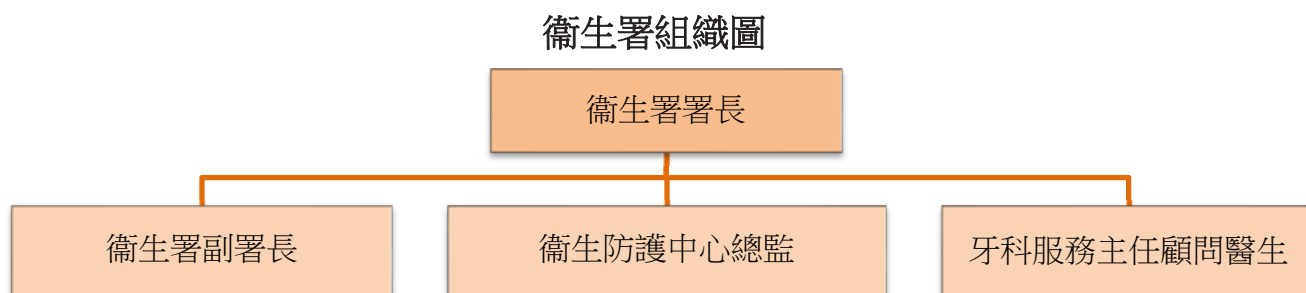 衞生署組織圖
衞生署署長
衞生署副署長
衞生防護中心總監
牙科服務主任顧問醫生